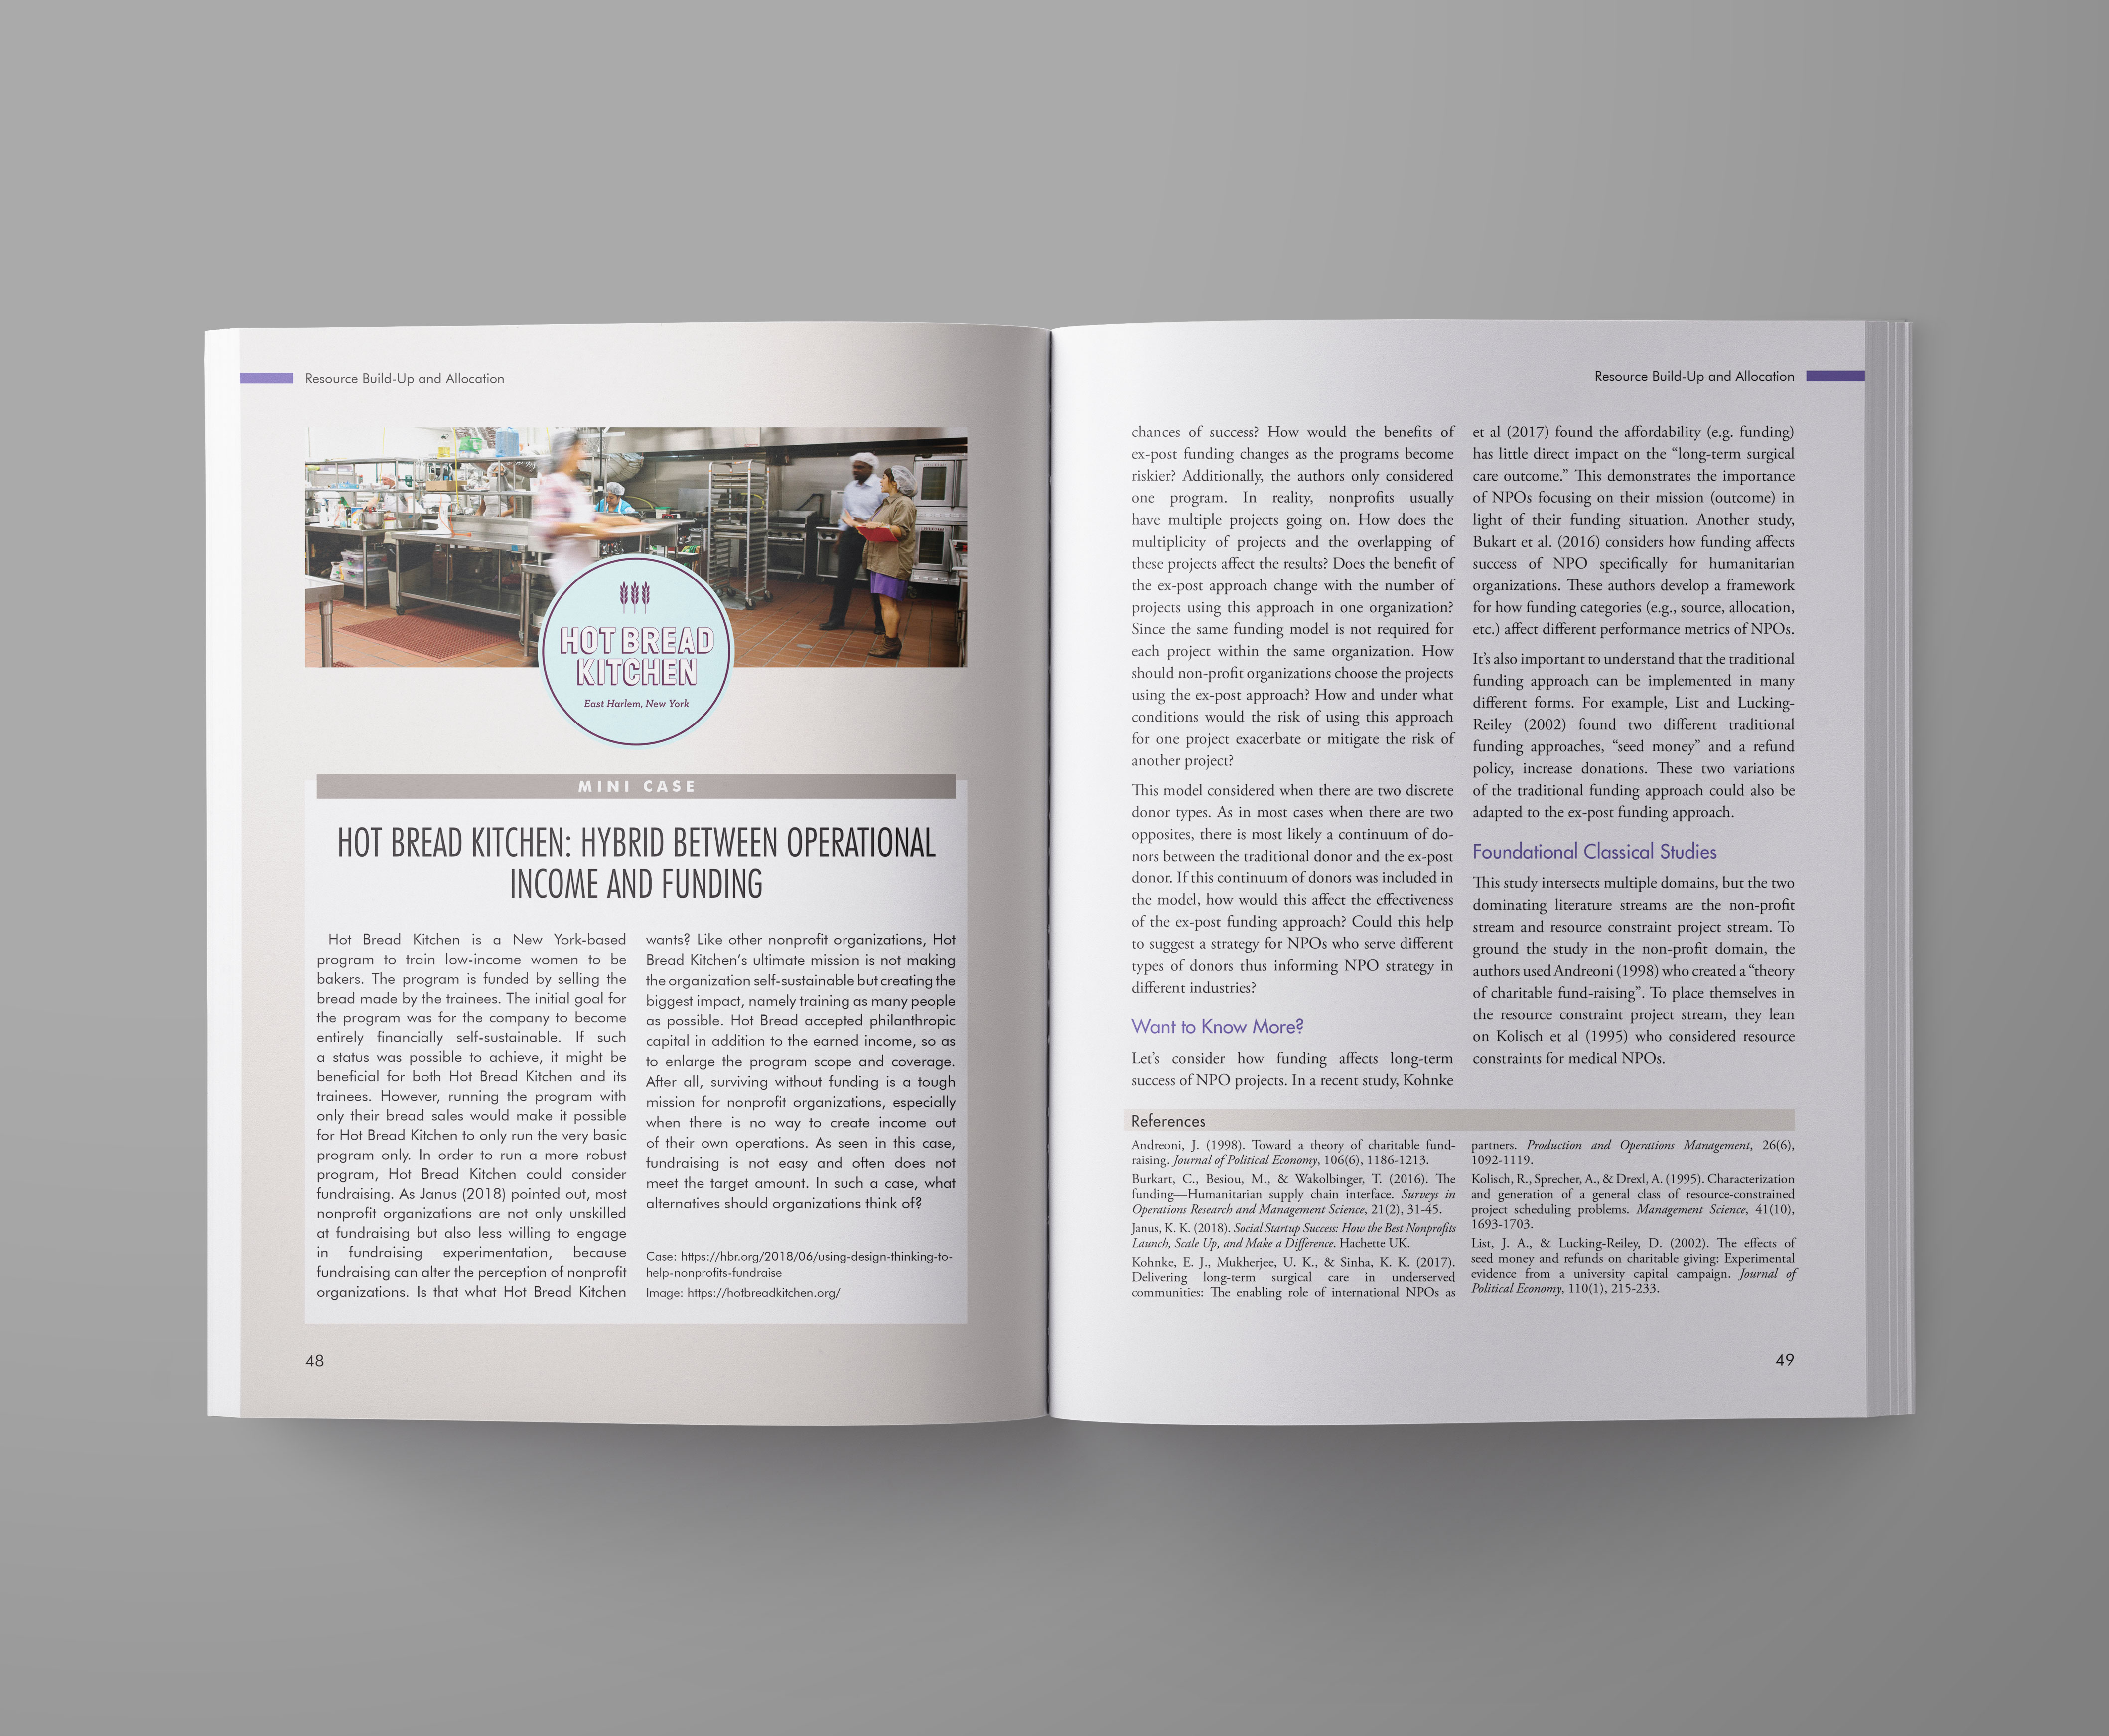 Resource Build-Up and Allocation
HOT BREAD
KITCHEN
East Harlem, New York
MINI CASE
HOT BREAD KITCHEN: HYBRID BETWEEN OPERATIONAL
INCOME AND FUNDING
Hot Bread Kitchen is a New York-based
program to train low-income women to be
bakers. The program is funded by selling the
bread made by the trainees. The initial goal for
the program was for the company to become
entirely financially self-sustainable. If such
a status was possible to achieve, it might be
beneficial for both Hot Bread Kitchen and its
trainees. However, running the program with
only their bread sales would make it possible
for Hot Bread Kitchen to only run the very basic
program only. In order to run a more robust
program, Hot Bread Kitchen could consider
fundraising. As Janus (2018) pointed out, most
nonprofit organizations are not only unskilled
at fundraising but also less willing to engage
in fundraising experimentation, because
fundraising can alter the perception of nonprofit
organizations. Is that what Hot Bread Kitchen
wants? Like other nonprofit organizations, Hot
Bread Kitchen's ultimate mission is not making
the organization self-sustainable but creating the
biggest impact, namely training as many people
as possible. Hot Bread accepted philanthropic
capital in addition to the earned income, so as
to enlarge the program scope and coverage.
After all, surviving without funding is a tough
mission for nonprofit organizations, especially
when there is no way to create income out
of their own operations. As seen in this case,
fundraising is not easy and often does not
meet the target amount. In such a case, what
alternatives should organizations think of?
Case: https://hbr.org/2018/06/using-design-thinking-to-
help-nonprofits-fundraise
Image: https://hotbreadkitchen.org/
48
Resource Build-Up and Allocation
chances of success? How would the benefits of
ex-post funding changes as the programs become
riskier? Additionally, the authors only considered
one program. In reality, nonprofits usually
have multiple projects going on. How does the
multiplicity of projects and the overlapping of
these projects affect the results? Does the benefit of
the ex-post approach change with the number of
projects using this approach in one organization?
Since the same funding model is not required for
each project within the same organization. How
should non-profit organizations choose the projects
using the ex-post approach? How and under what
conditions would the risk of using this approach
for one project exacerbate or mitigate the risk of
another project?
This model considered when there are two discrete
donor types. As in most cases when there are two
opposites, there is most likely a continuum of do-
nors between the traditional donor and the ex-post
donor. If this continuum of donors was included in
the model, how would this affect the effectiveness
of the ex-post funding approach? Could this help
to suggest a strategy for NPOs who serve different
types of donors thus informing NPO strategy in
different industries?
Want to Know More?
Let's consider how funding affects long-term
success of NPO projects. In a recent study, Kohnke
et al (2017) found the affordability (e.g. funding)
has little direct impact on the “long-term surgical
care outcome.” This demonstrates the importance
of NPOs focusing on their mission (outcome) in
light of their funding situation. Another study,
Bukart et al. (2016) considers how funding affects
success of NPO specifically for humanitarian
organizations. These authors develop a framework
for how funding categories (e.g., source, allocation,
etc.) affect different performance metrics of NPOs.
It's also important to understand that the traditional
funding approach can be implemented in many
different forms. For example, List and Lucking-
Reiley (2002) found two different traditional
funding approaches, “seed money” and a refund
policy, increase donations. These two variations
of the traditional funding approach could also be
adapted to the ex-post funding approach.
Foundational Classical Studies
This study intersects multiple domains, but the two
dominating literature streams are the non-profit
stream and resource constraint project stream. To
ground the study in the non-profit domain, the
authors used Andreoni (1998) who created a “theory
of charitable fund-raising”. To place themselves in
the resource constraint project stream, they lean
on Kolisch et al (1995) who considered resource
constraints for medical NPOs.
References
Andreoni, J. (1998). Toward a theory of charitable fund-
raising. Journal of Political Economy, 106(6), 1186-1213.
Burkart, C., Besiou, M., & Wakolbinger, T. (2016). The
funding—Humanitarian supply chain interface. Surveys in
Operations Research and Management Science, 21(2), 31-45.
Janus, K. K. (2018). Social Startup Success: How the Best Nonprofits
Launch, Scale Up, and Make a Difference. Hachette UK.
Kohnke, E. J., Mukherjee, U. K., & Sinha, K. K. (2017).
Delivering long-term surgical care in underserved
communities: The enabling role of international NPOs as
partners. Production and Operations Management, 26(6),
1092-1119.
Kolisch, R., Sprecher, A., & Drexl, A. (1995). Characterization
and generation of a general class of resource-constrained
project scheduling problems. Management Science, 41(10),
1693-1703.
List, J. A., & Lucking-Reiley, D. (2002). The effects of
seed money and refunds on charitable giving: Experimental
evidence from a university capital campaign. Journal of
Political Economy, 110(1), 215-233.
49